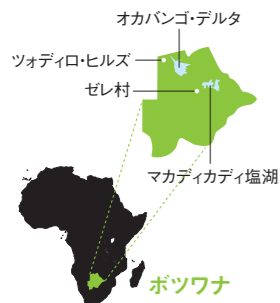 オカバンゴ・デルタ
ツォディロ・ヒルズ
ゼレ村
マカディカディ塩湖
ボツワナ